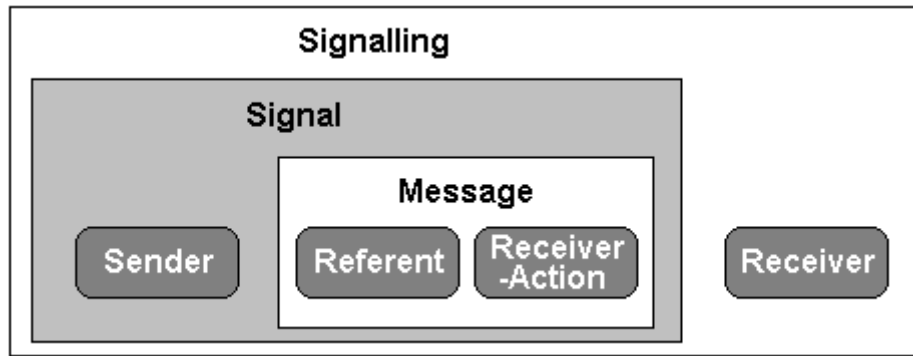 Signalling
Signal
Message
Sender
Referent
Receiver
-Action
Receiver